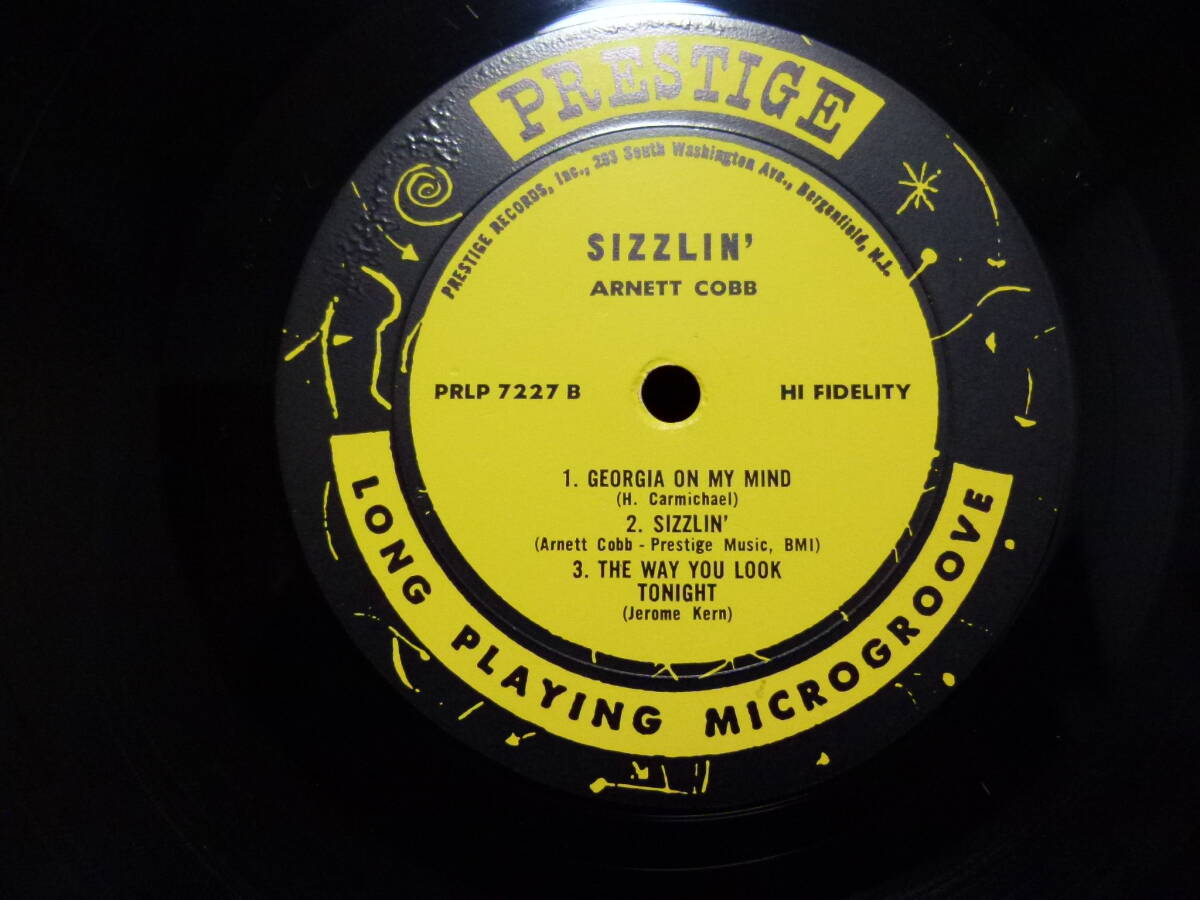 PRESTIGE
PRESTIGE RECORDS, Inc., 203 South Washington Ave., Bergenfield, N.J.
SIZZLIN'
ARNETT COBB
PRLP 7227 B
HI FIDELITY
1. GEORGIA ON MY MIND
(H. Carmichael)
2. SIZZLIN'
(Arnett Cobb - Prestige Music, BMI)
3. THE WAY YOU LOOK
TONIGHT
(Jerome Kern)
LONG PLAYING MICROGROOVE